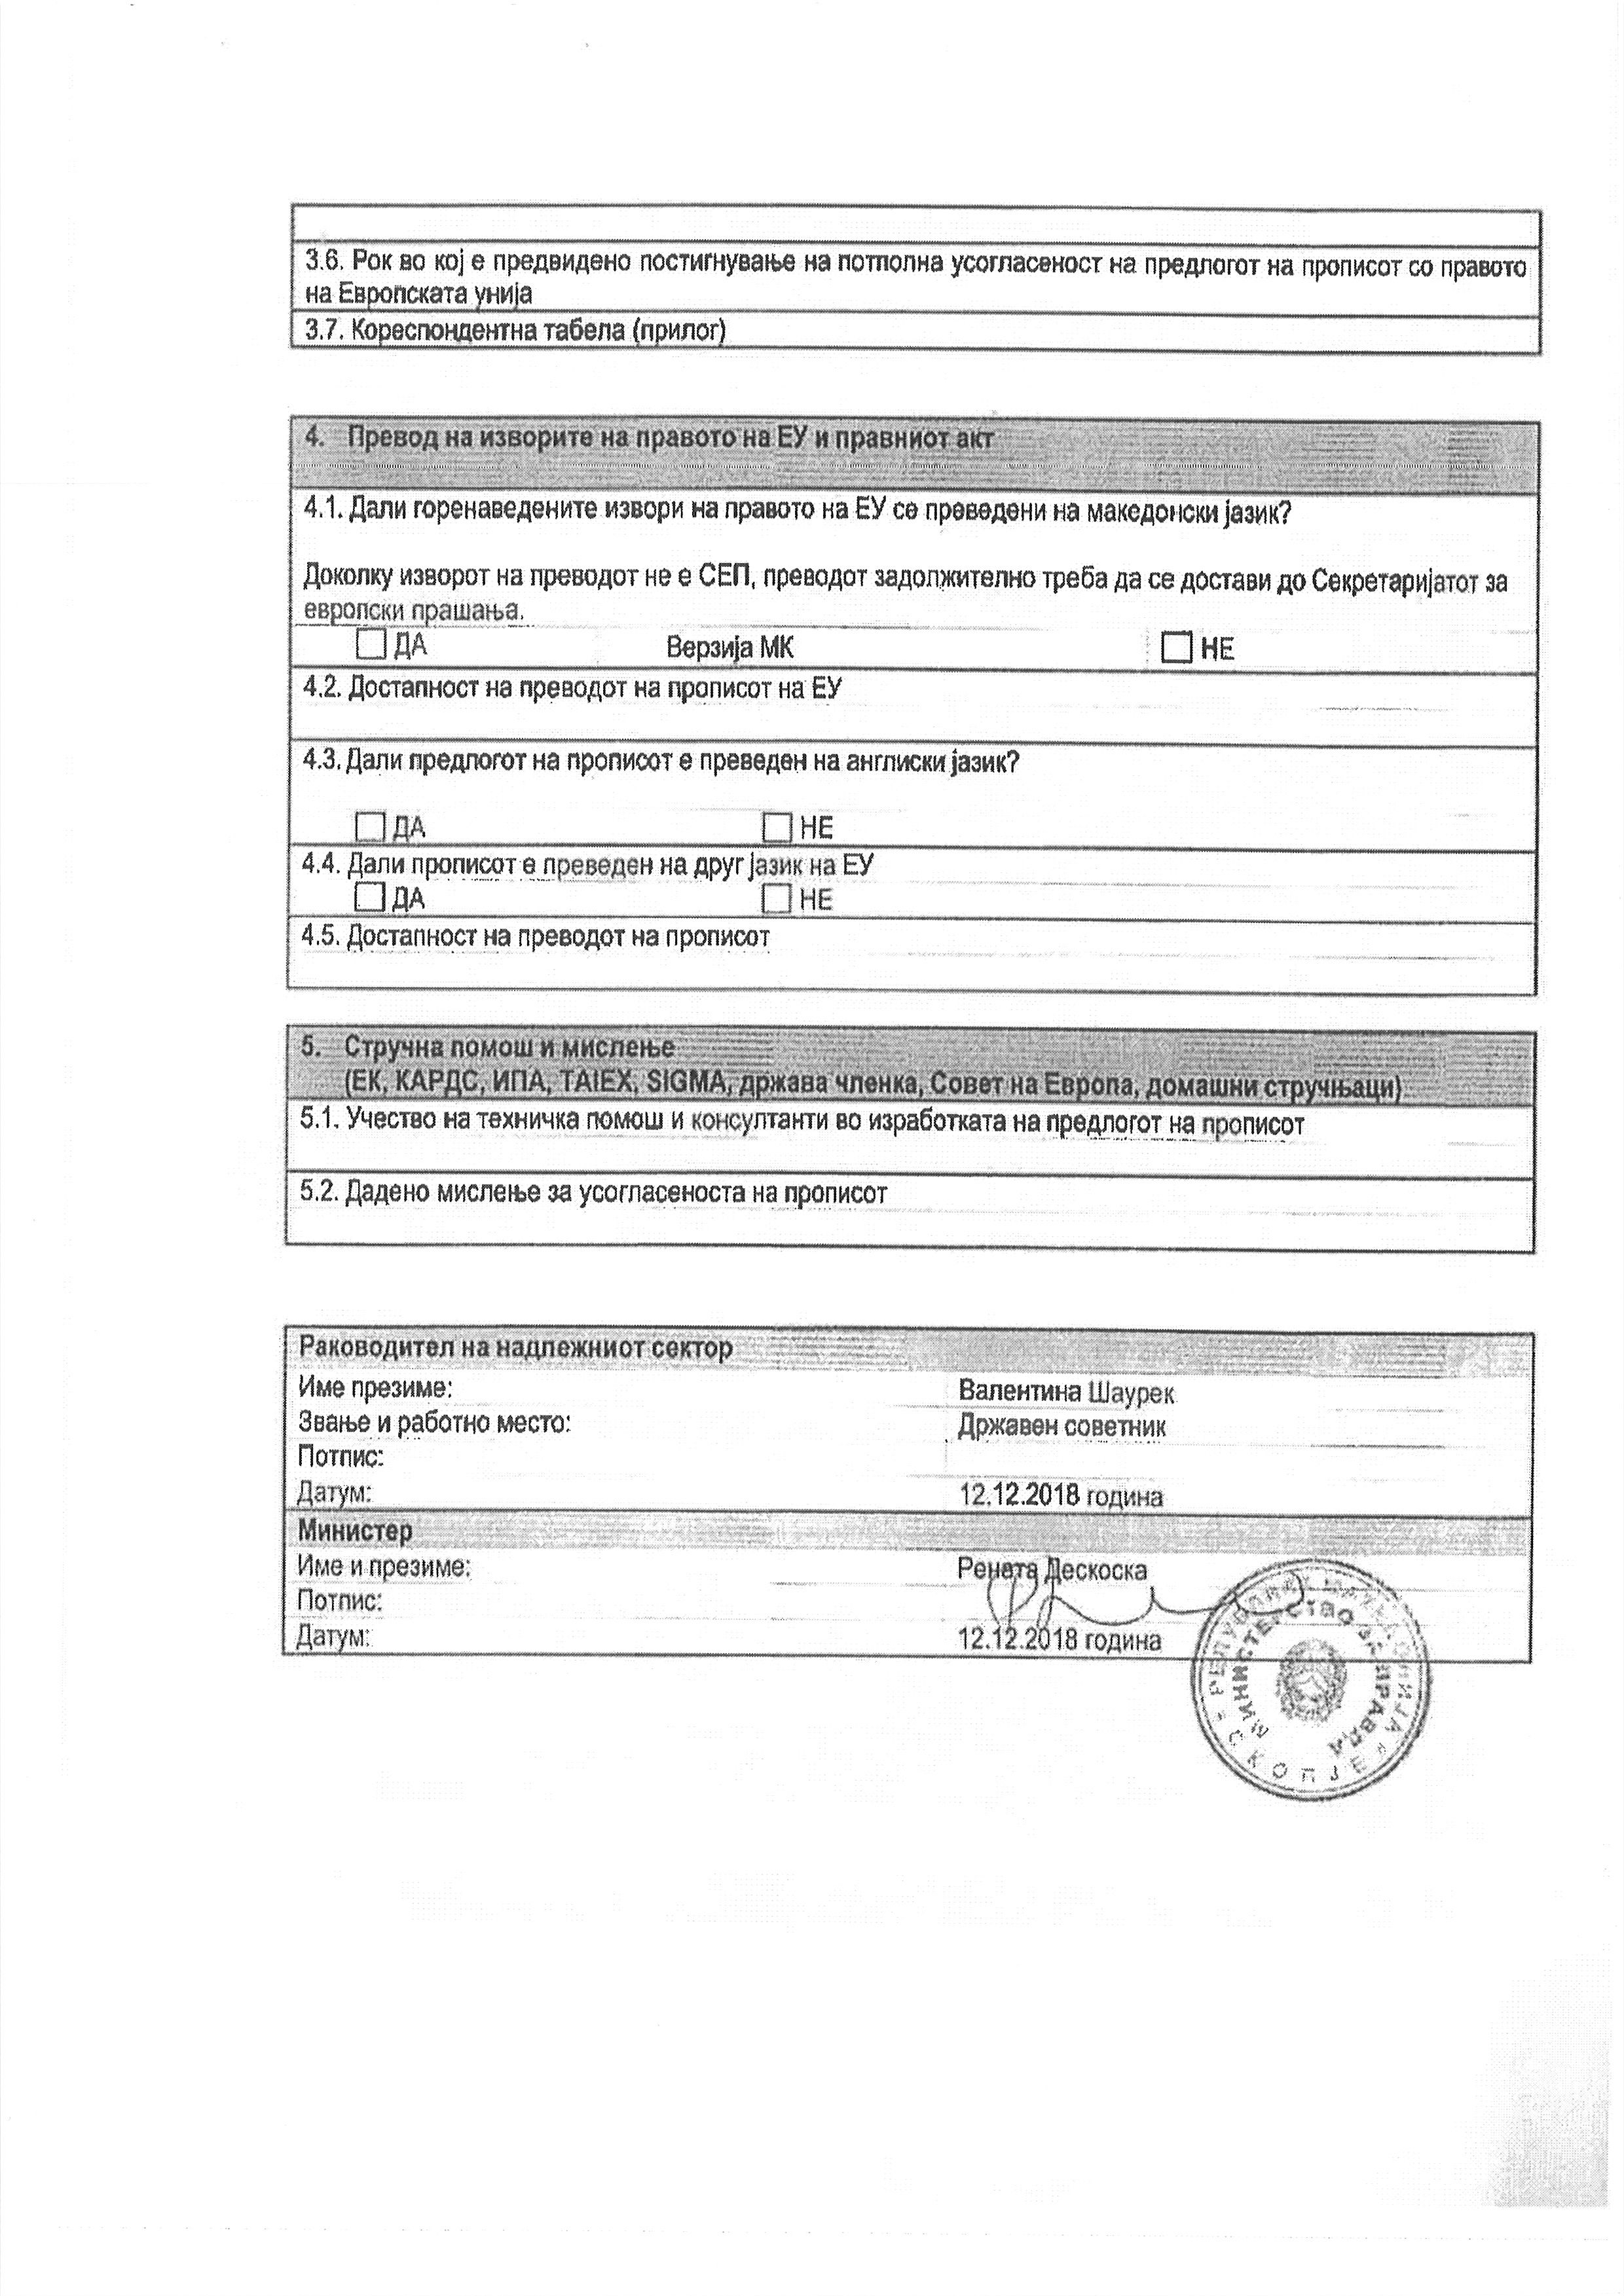 3.6. Рок во кој е предвидено постигнување на потполна усогласеност на предлогот на прописот со правото
на Европската унија
3.7. Кореспондентна табела (прилог)
4. Превод на изворите на правото на ЕУ и правниот акт
4.1. Дали горенаведените извори на правото на ЕУ се преведени на македонски јазик?
Доколку изворот на преводот не е СЕП, преводот задолжително треба да се достави до Секретаријатот за
европски прашања.
ДА Верзија МК НЕ
4.2. Достапност на преводот на прописот на ЕУ
4.3. Дали предлогот на прописот е преведен на англиски јазик?
ДА НЕ
4.4. Дали прописот е преведен на друг јазик на ЕУ
ДА НЕ
4.5. Достапност на преводот на прописот
5. Стручна помош и мислење
(ЕК, КАРДС, ИПА, TAIEX, SIGMA, држава членка, Совет на Европа, домашни стручњаци)
5.1. Учество на техничка помош и консултанти во изработката на предлогот на прописот
5.2. Дадено мислење за усогласеноста на прописот
Раководител на надлежниот сектор
Име презиме: Валентина Шаурек
Звање и работно место: Државен советник
Потпис:
Датум: 12.12.2018 година
Министер
Име и презиме: Рената Дескоска
Потпис:
Датум: 12.12.2018 година
РЕПУБЛИКА МАКЕДОНИЈА
МИНИСТЕРСТВО ЗА ПРАВДА
СКОПЈЕ